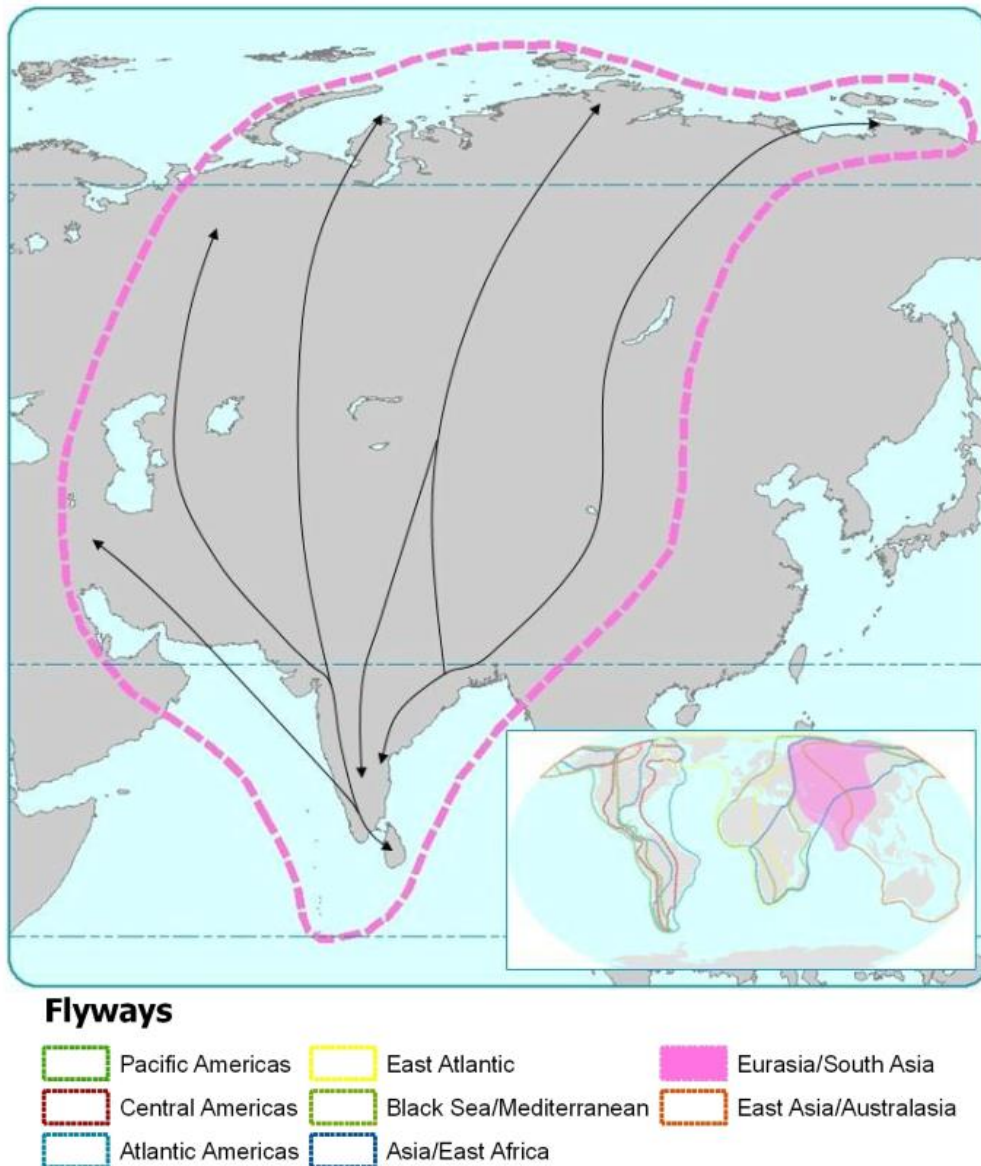 Flyways
Pacific Americas
East Atlantic
Eurasia/South Asia
Central Americas
Black Sea/Mediterranean
East Asia/Australasia
Atlantic Americas
Asia/East Africa